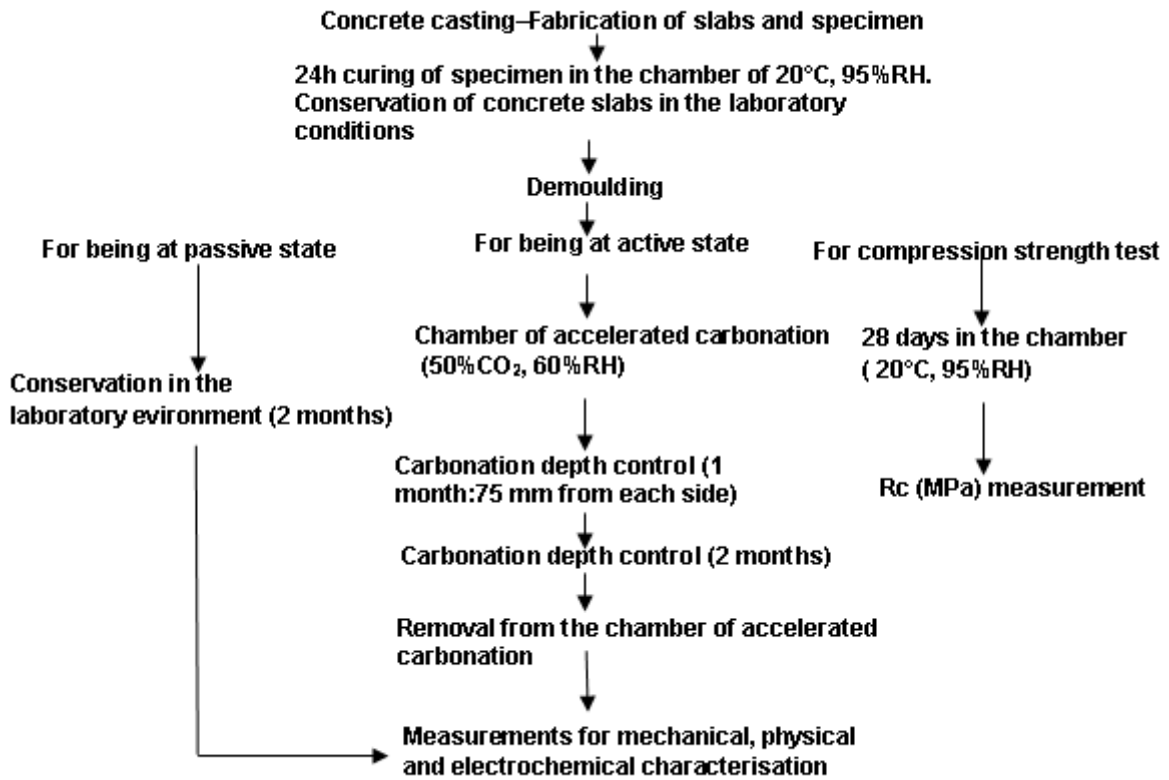 Concrete casting–Fabrication of slabs and specimen
24h curing of specimen in the chamber of 20°C, 95%RH.
Conservation of concrete slabs in the laboratory
conditions
Demoulding
For being at passive state
For being at active state
For compression strength test
Chamber of accelerated carbonation
(50%CO₂, 60%RH)
28 days in the chamber
( 20°C, 95%RH)
Conservation in the
laboratory evironment (2 months)
Carbonation depth control (1
month:75 mm from each side)
Rc (MPa) measurement
Carbonation depth control (2 months)
Removal from the chamber of accelerated
carbonation
Measurements for mechanical, physical
and electrochemical characterisation